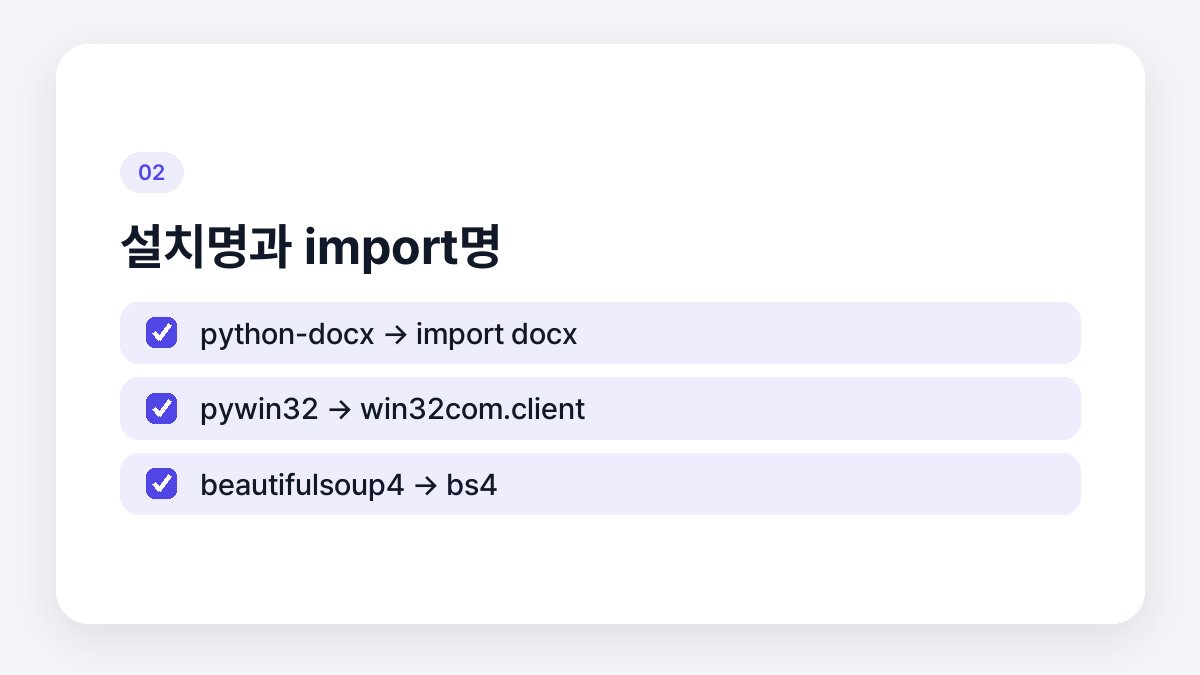 02
설치명과 import명
python-docx → import docx
pywin32 → win32com.client
beautifulsoup4 → bs4